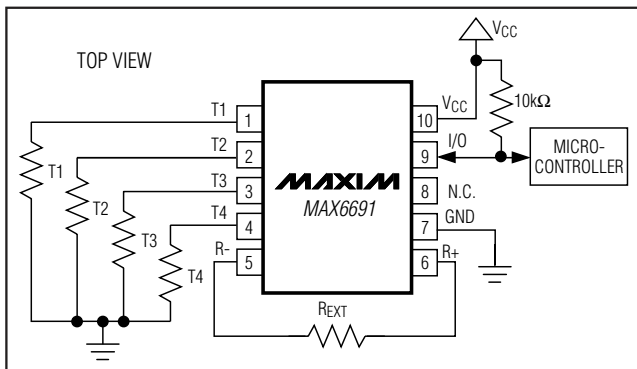 TOP VIEW
VCC
10kΩ
T1
1
T2
2
T3
3
T4
4
R-
5
VCC
10
I/O
9
8
N.C.
7
GND
6
R+
MAXIM
MAX6691
MICRO-
CONTROLLER
T1
T2
T3
T4
REXT